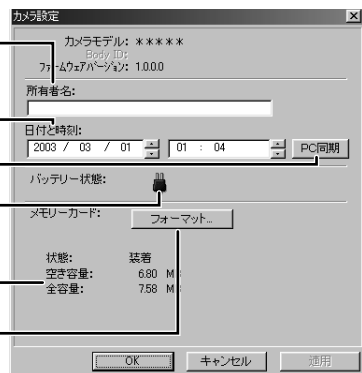 カメラ設定
カメラモデル: *****
Body ID:
ファームウェアバージョン: 1.0.0.0
所有者名:
日付と時刻:
2003 / 03 / 01 01 : 04 PC同期
バッテリー状態:
メモリーカード: フォーマット...
状態: 装着
空き容量: 6.80 M
全容量: 7.58 M
OK キャンセル 適用